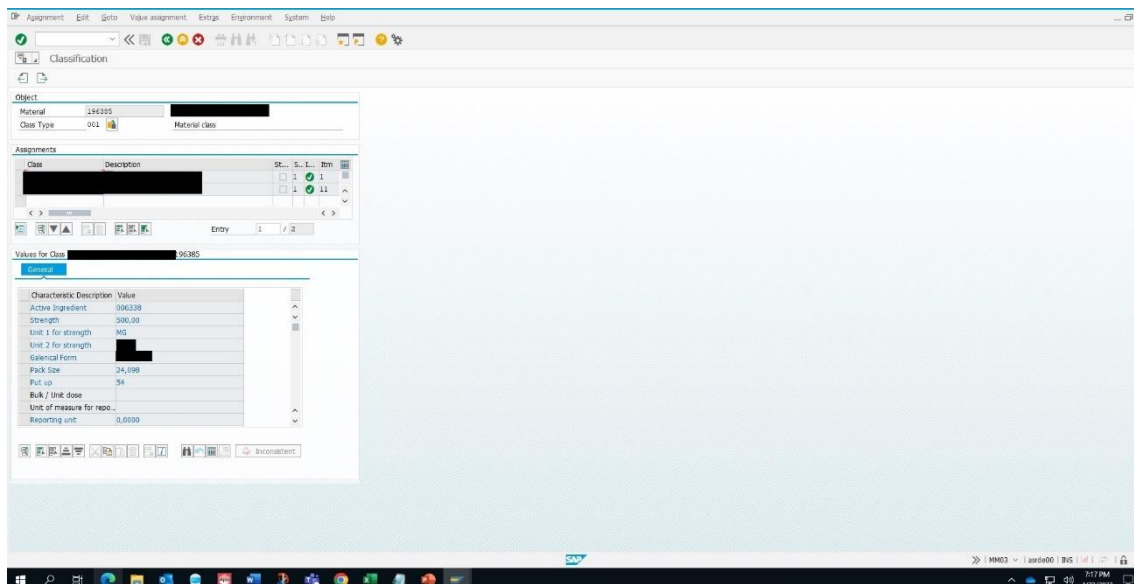 Assignment Edit Goto Value assignment Extras Environment System Help
Classification
Object
Material 196385
Class Type 001 Material class
Assignments
Class Description St... S.. I... Itm
1 1
1 11
Entry 1 / 2
Values for Class 196385
General
Characteristic Description Value
Active Ingredient 006338
Strength 500,00
Unit 1 for strength MG
Unit 2 for strength
Galenical Form
Pack Size 24,098
Put up 54
Bulk / Unit dose
Unit of measure for repo..
Reporting unit 0,0000
Inconsistent
SAP
MM03 asrde00 INS
7:17 PM